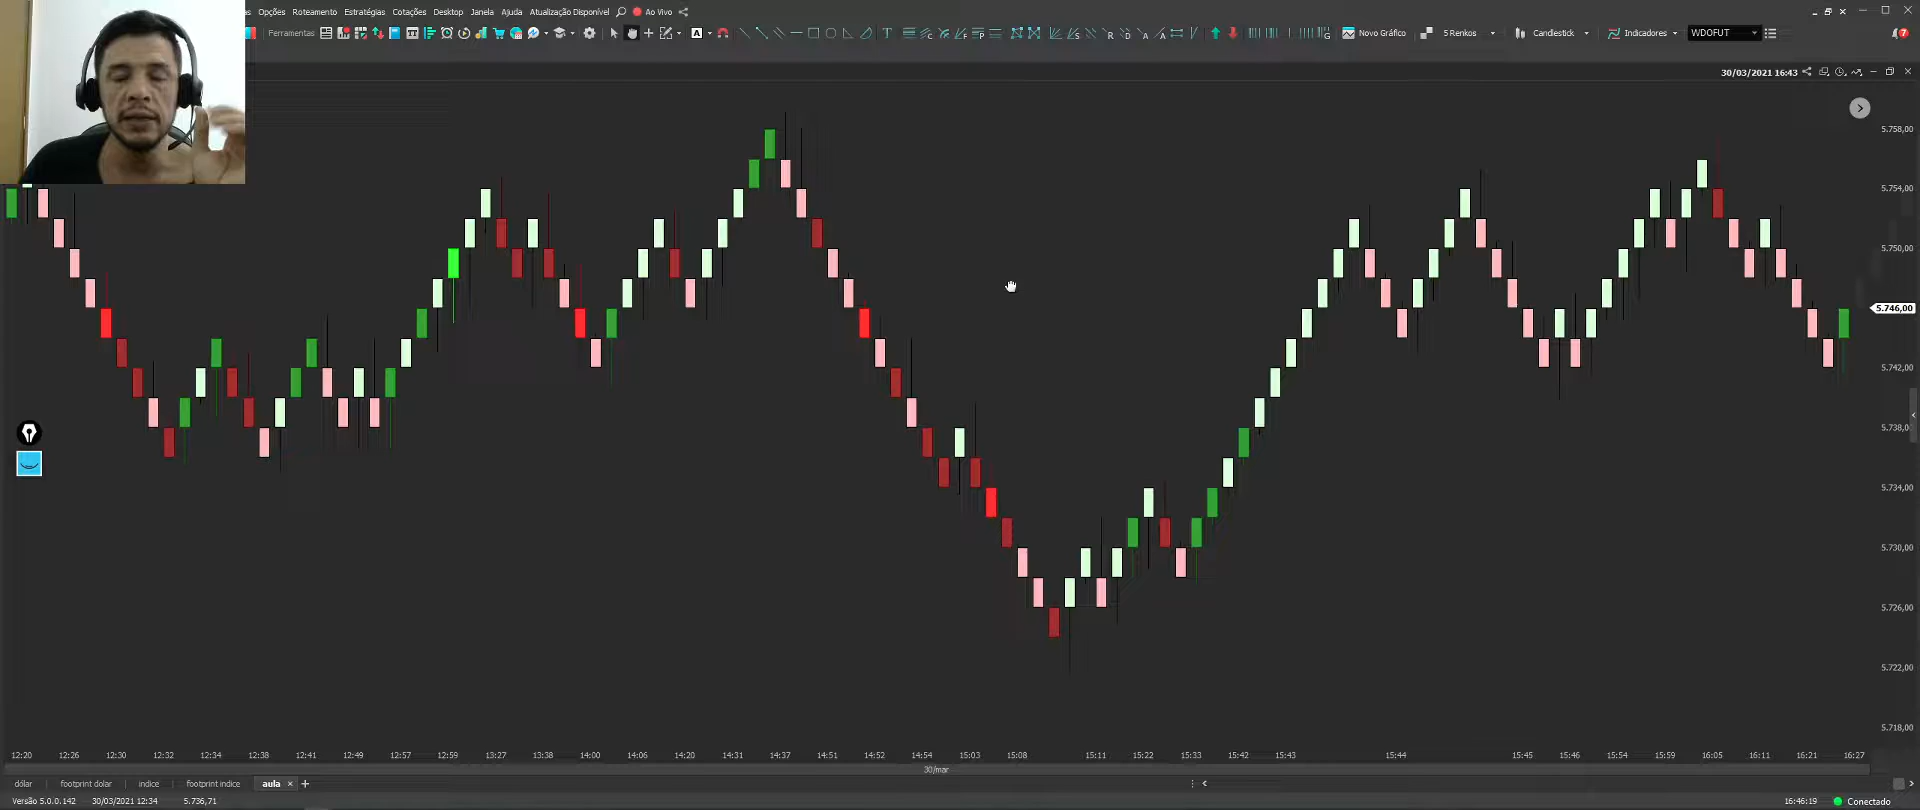 Opções Roteamento Estratégias Cotações Desktop Janela Ajuda Atualização Disponível Ao Vivo
Ferramentas Novo Gráfico 5 Renkos Candlestick Indicadores WDOFUT 7
30/03/2021 16:43
5.758,00
5.754,00
5.750,00
5.746,00
5.742,00
5.738,00
5.734,00
5.730,00
5.726,00
5.722,00
5.718,00
12:20 12:26 12:30 12:32 12:34 12:38 12:41 12:49 12:57 12:59 13:27 13:38 14:00 14:06 14:20 14:31 14:37 14:51 14:52 14:54 15:03 15:08 15:11 15:22 15:33 15:42 15:43 15:44 15:45 15:46 15:54 15:59 16:05 16:11 16:21 16:27
30/mar
dólar footprint dolar indice footprint indice aula × +
Versão 5.0.0.142 30/03/2021 12:34 5.736,71 16:46:19 Conectado